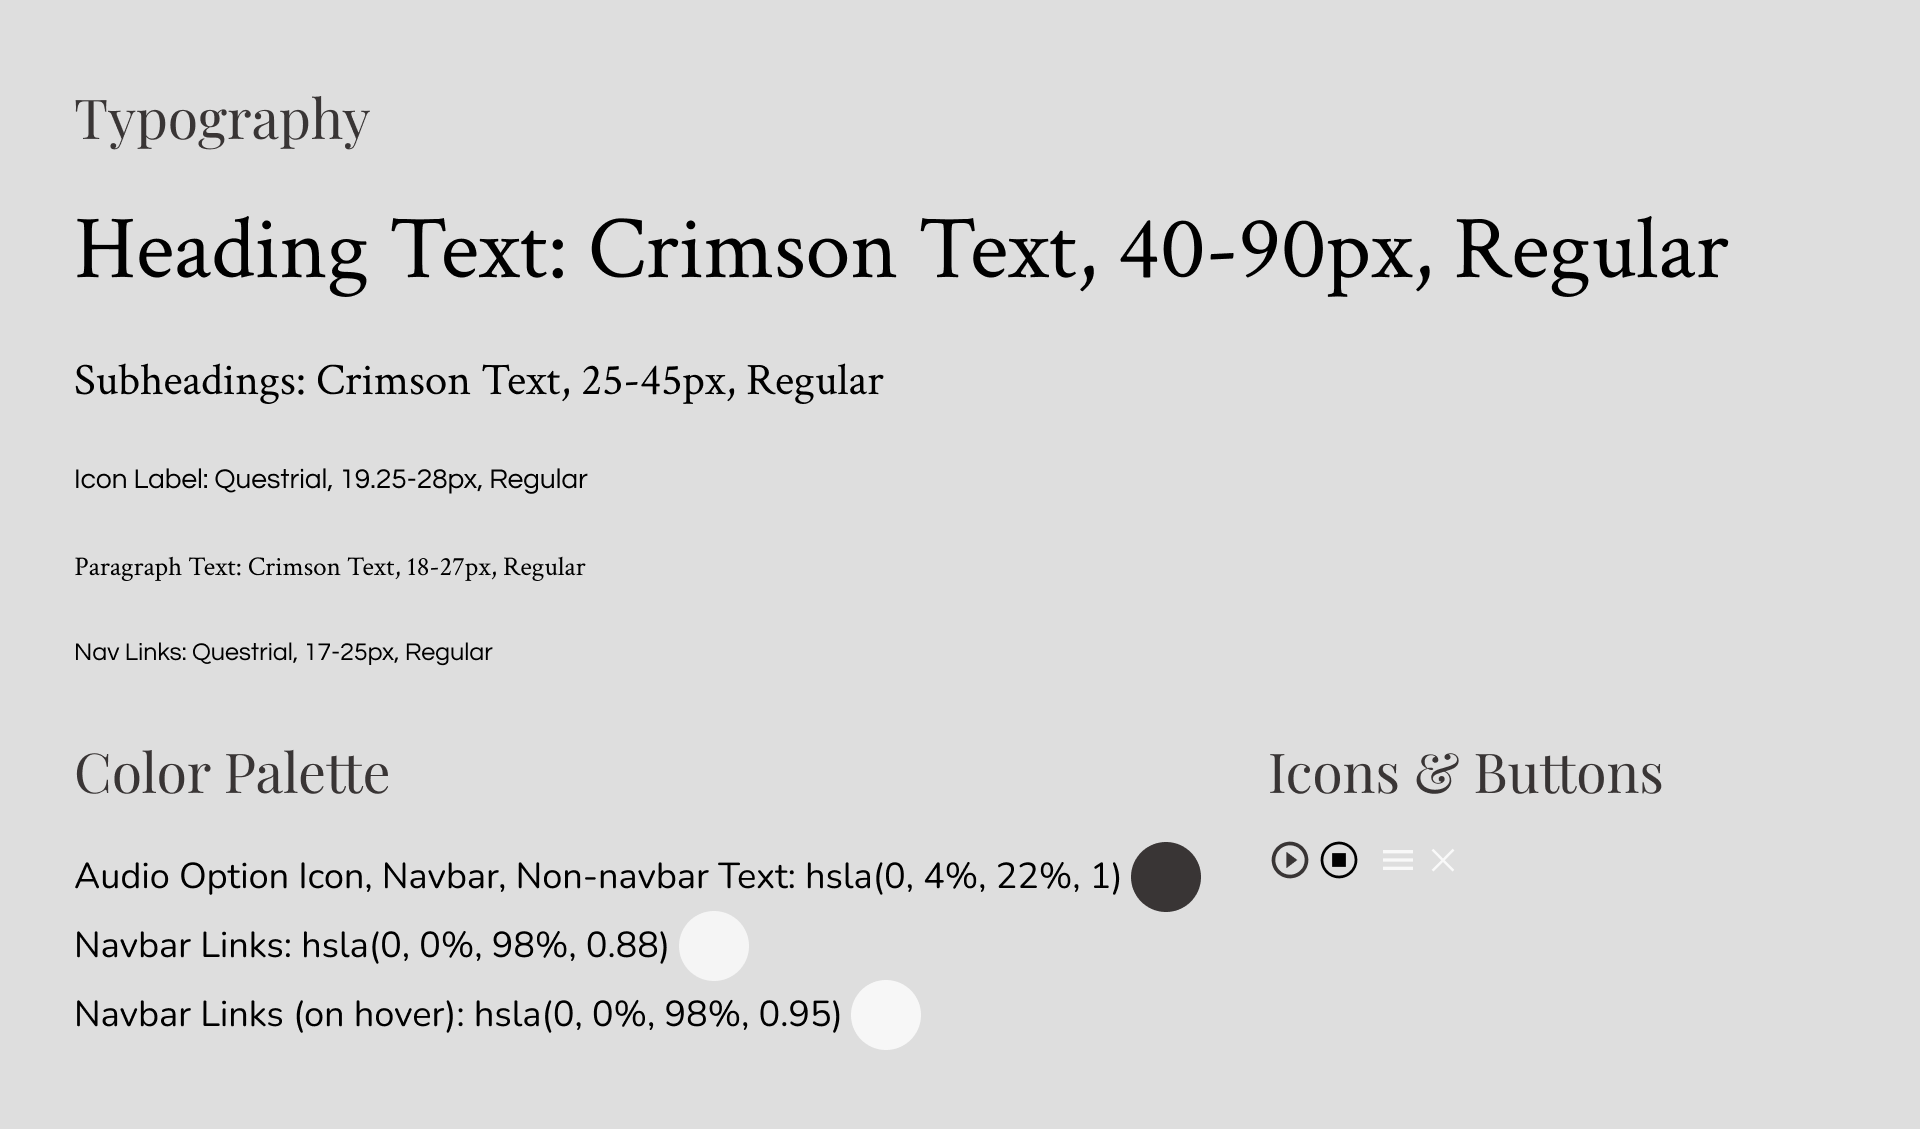 Typography
Heading Text: Crimson Text, 40-90px, Regular
Subheadings: Crimson Text, 25-45px, Regular
Icon Label: Questrial, 19.25-28px, Regular
Paragraph Text: Crimson Text, 18-27px, Regular
Nav Links: Questrial, 17-25px, Regular
Color Palette
Audio Option Icon, Navbar, Non-navbar Text: hsla(0, 4%, 22%, 1)
Navbar Links: hsla(0, 0%, 98%, 0.88)
Navbar Links (on hover): hsla(0, 0%, 98%, 0.95)
Icons & Buttons